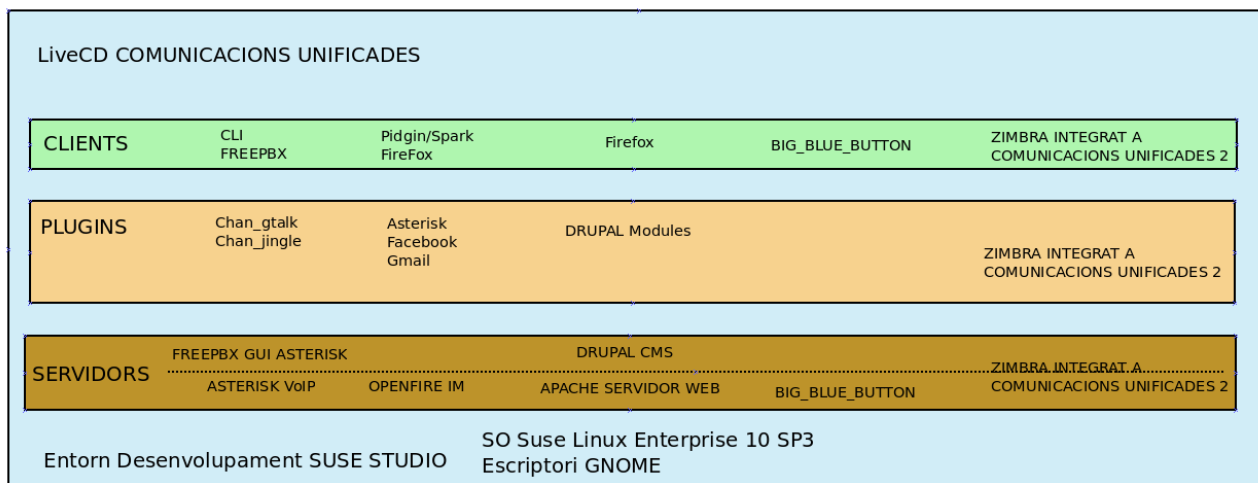 LiveCD COMUNICACIONS UNIFICADES
CLIENTS
CLI
FREEPBX
Pidgin/Spark
FireFox
Firefox
BIG_BLUE_BUTTON
ZIMBRA INTEGRAT A
COMUNICACIONS UNIFICADES 2
PLUGINS
Chan_gtalk
Chan_jingle
Asterisk
Facebook
Gmail
DRUPAL Modules
ZIMBRA INTEGRAT A
COMUNICACIONS UNIFICADES 2
SERVIDORS
FREEPBX GUI ASTERISK
DRUPAL CMS
ASTERISK VoIP
OPENFIRE IM
APACHE SERVIDOR WEB
BIG_BLUE_BUTTON
ZIMBRA INTEGRAT A
COMUNICACIONS UNIFICADES 2
Entorn Desenvolupament SUSE STUDIO
SO Suse Linux Enterprise 10 SP3
Escriptori GNOME